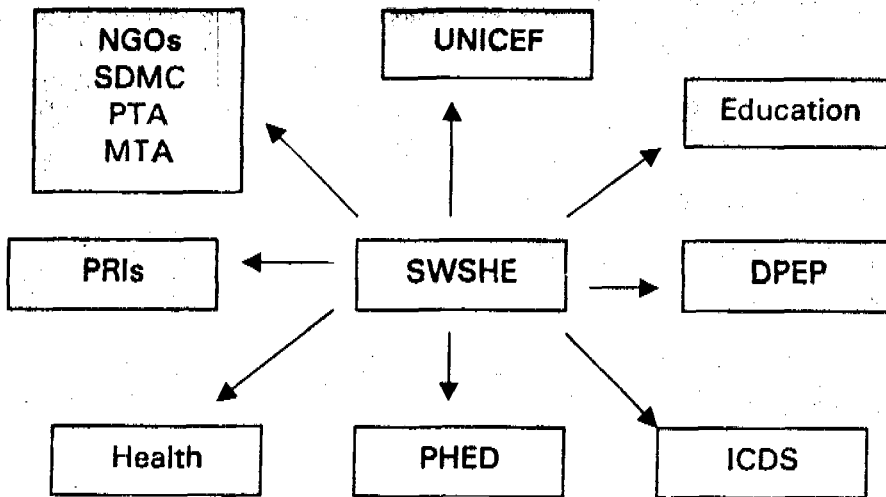 NGOs
SDMC
PTA
MTA
UNICEF
Education
PRIs
SWSHE
DPEP
Health
PHED
ICDS